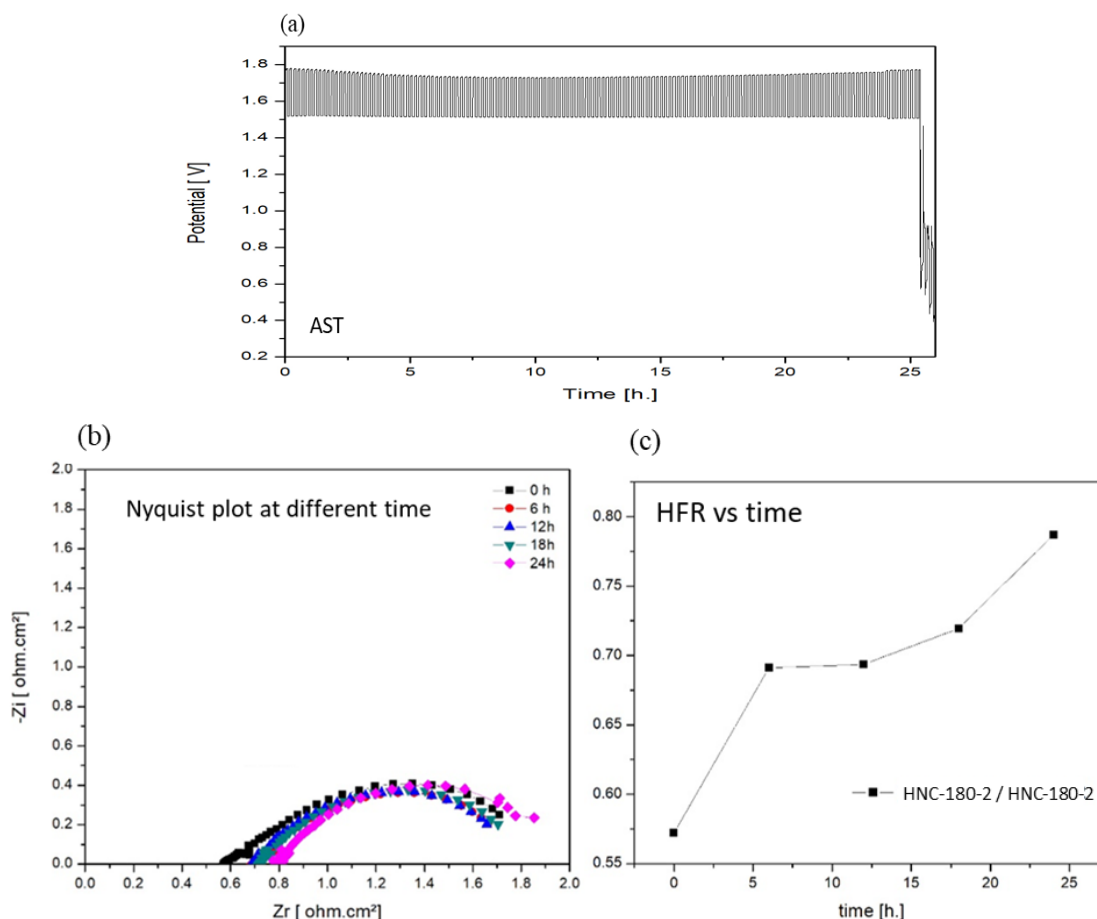 (a)
1.8
1.6
1.4
1.2
1.0
0.8
0.6
0.4
0.2
Potential [ V]
AST
0 5 10 15 20 25
Time [h.]
(b)
2.0
1.8
1.6
1.4
1.2
1.0
0.8
0.6
0.4
0.2
0.0
-Zi [ ohm.cm²]
Nyquist plot at different time
0 h
6 h
12h
18h
24h
0.0 0.2 0.4 0.6 0.8 1.0 1.2 1.4 1.6 1.8 2.0
Zr [ ohm.cm²]
(c)
HFR vs time
0.80
0.75
0.70
0.65
0.60
0.55
HNC-180-2 / HNC-180-2
0 5 10 15 20 25
time [h.]